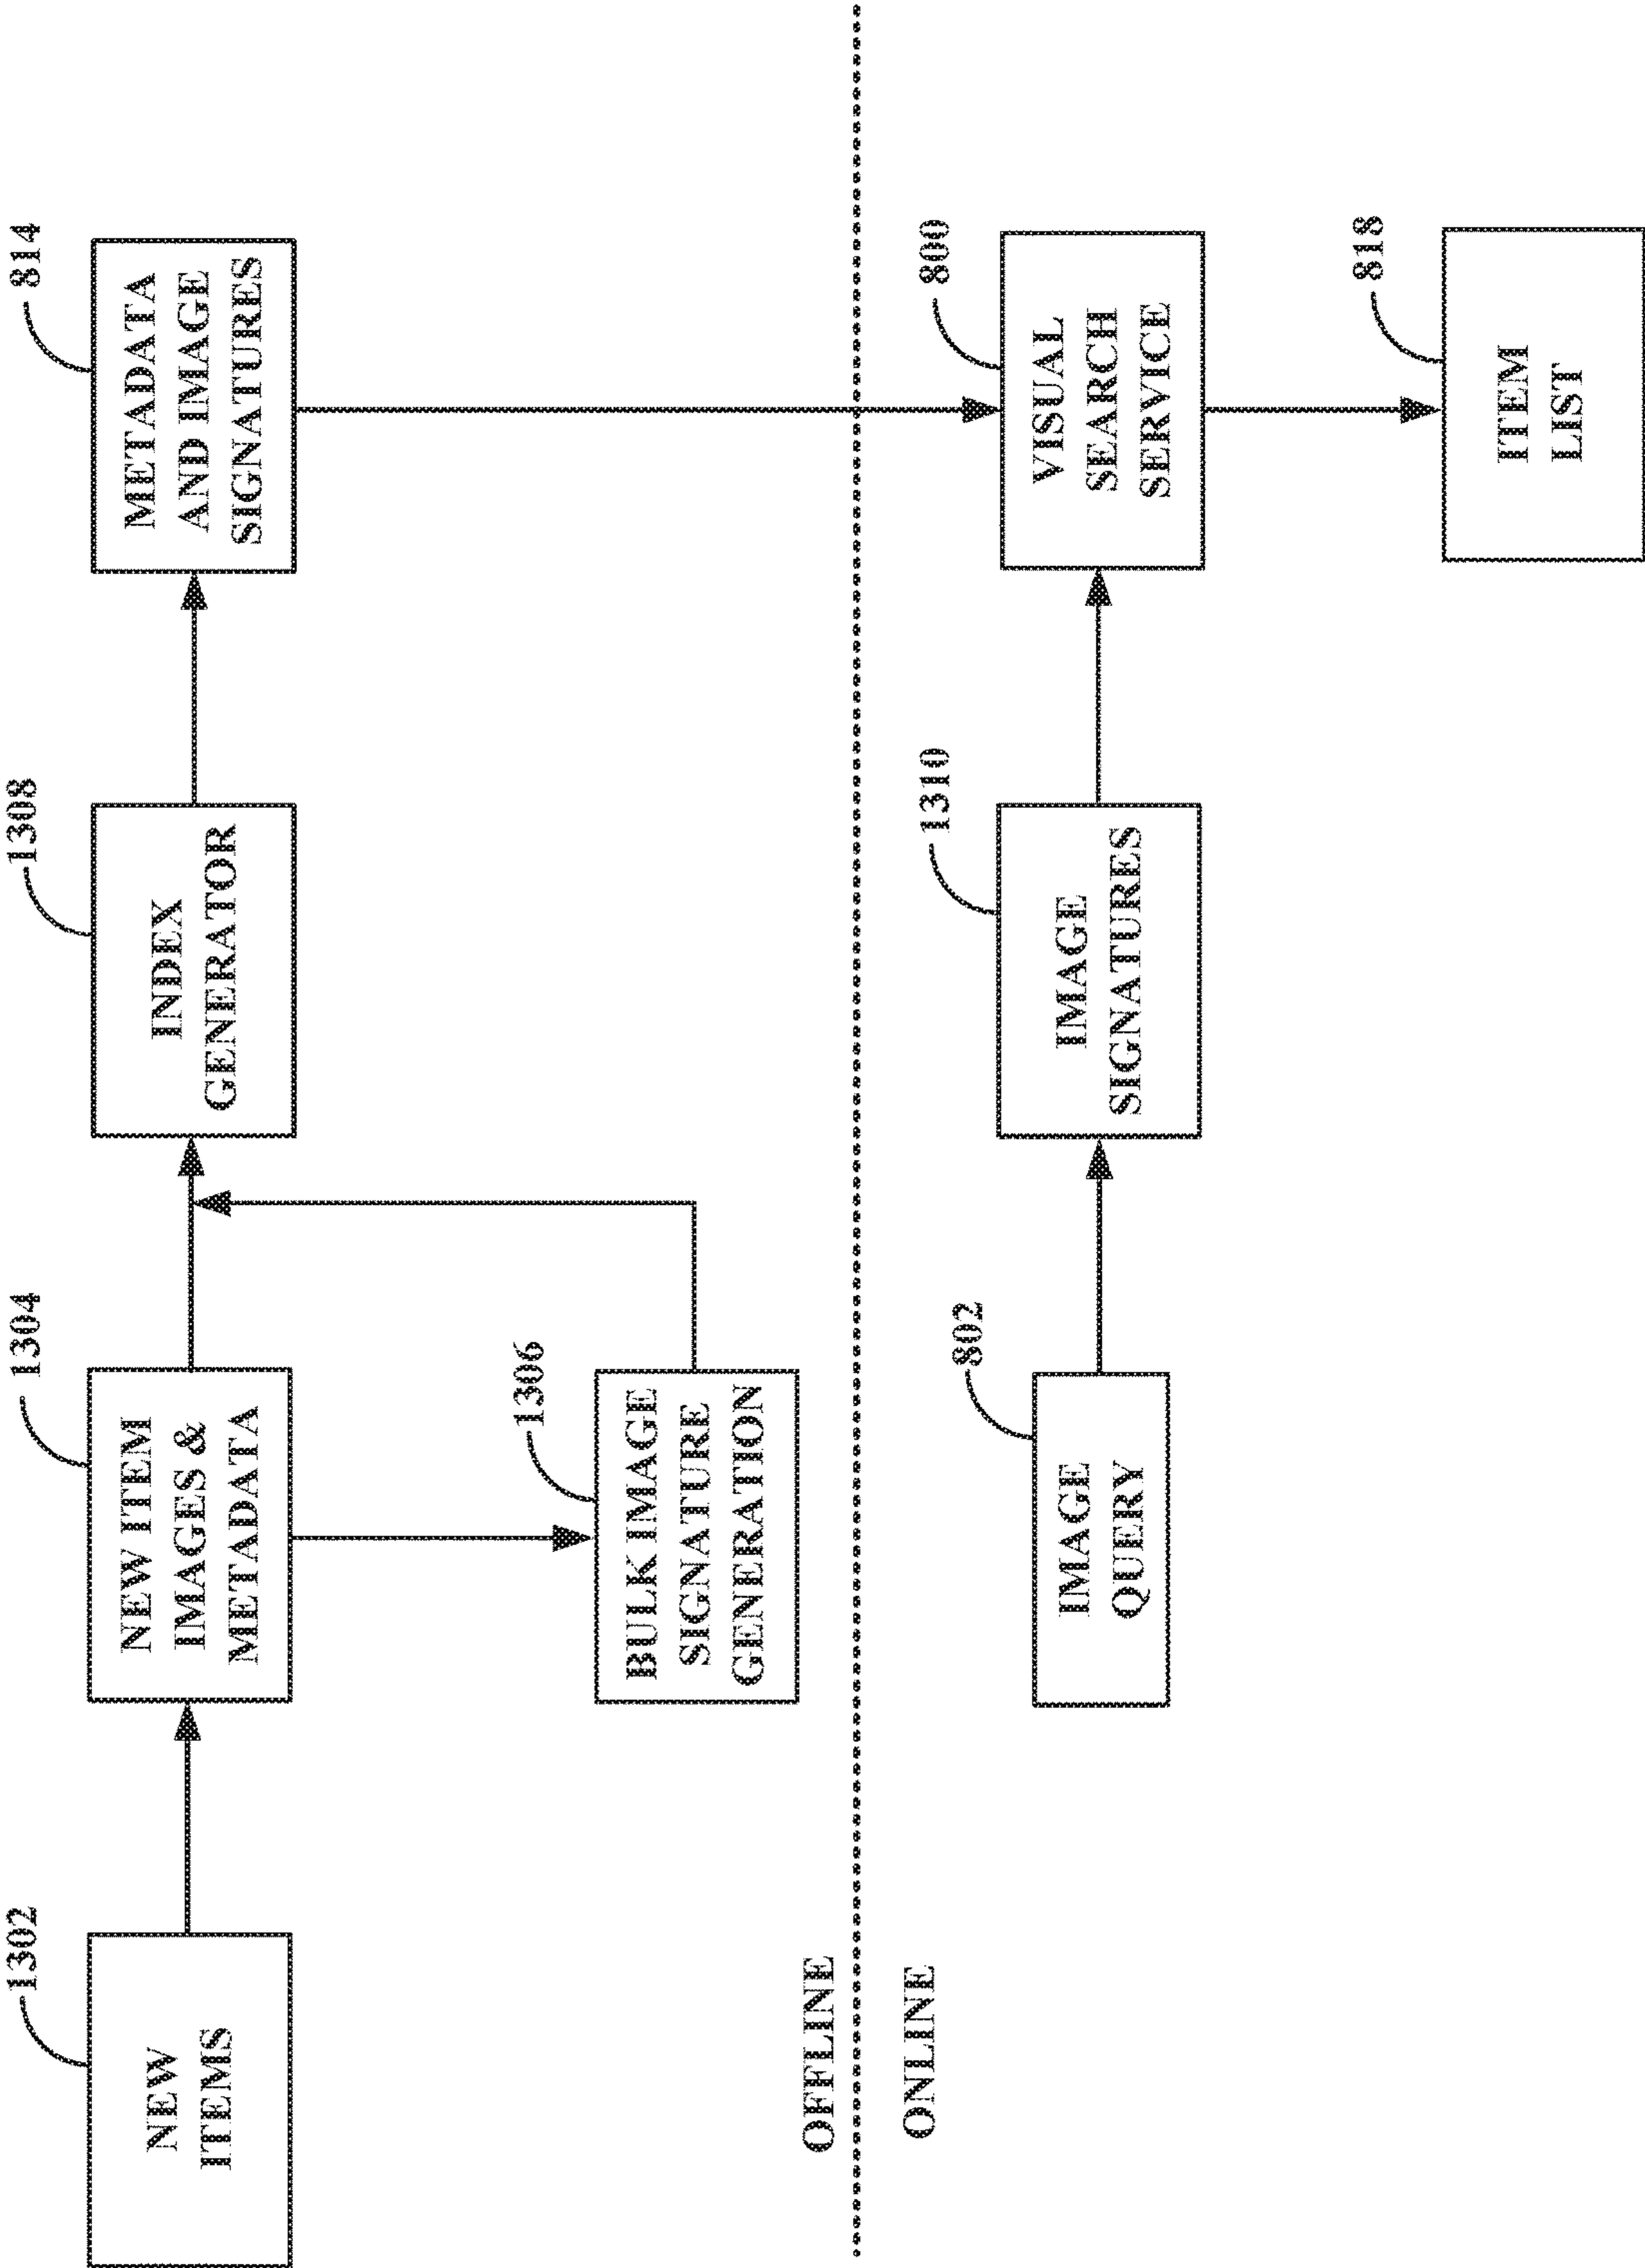 1302
NEW
ITEMS
1304
NEW ITEM
IMAGES &
METADATA
1306
BULK IMAGE
SIGNATURE
GENERATION
1308
INDEX
GENERATOR
814
METADATA
AND IMAGE
SIGNATURES
OFFLINE
ONLINE
802
IMAGE
QUERY
1310
IMAGE
SIGNATURES
800
VISUAL
SEARCH
SERVICE
818
ITEM
LIST